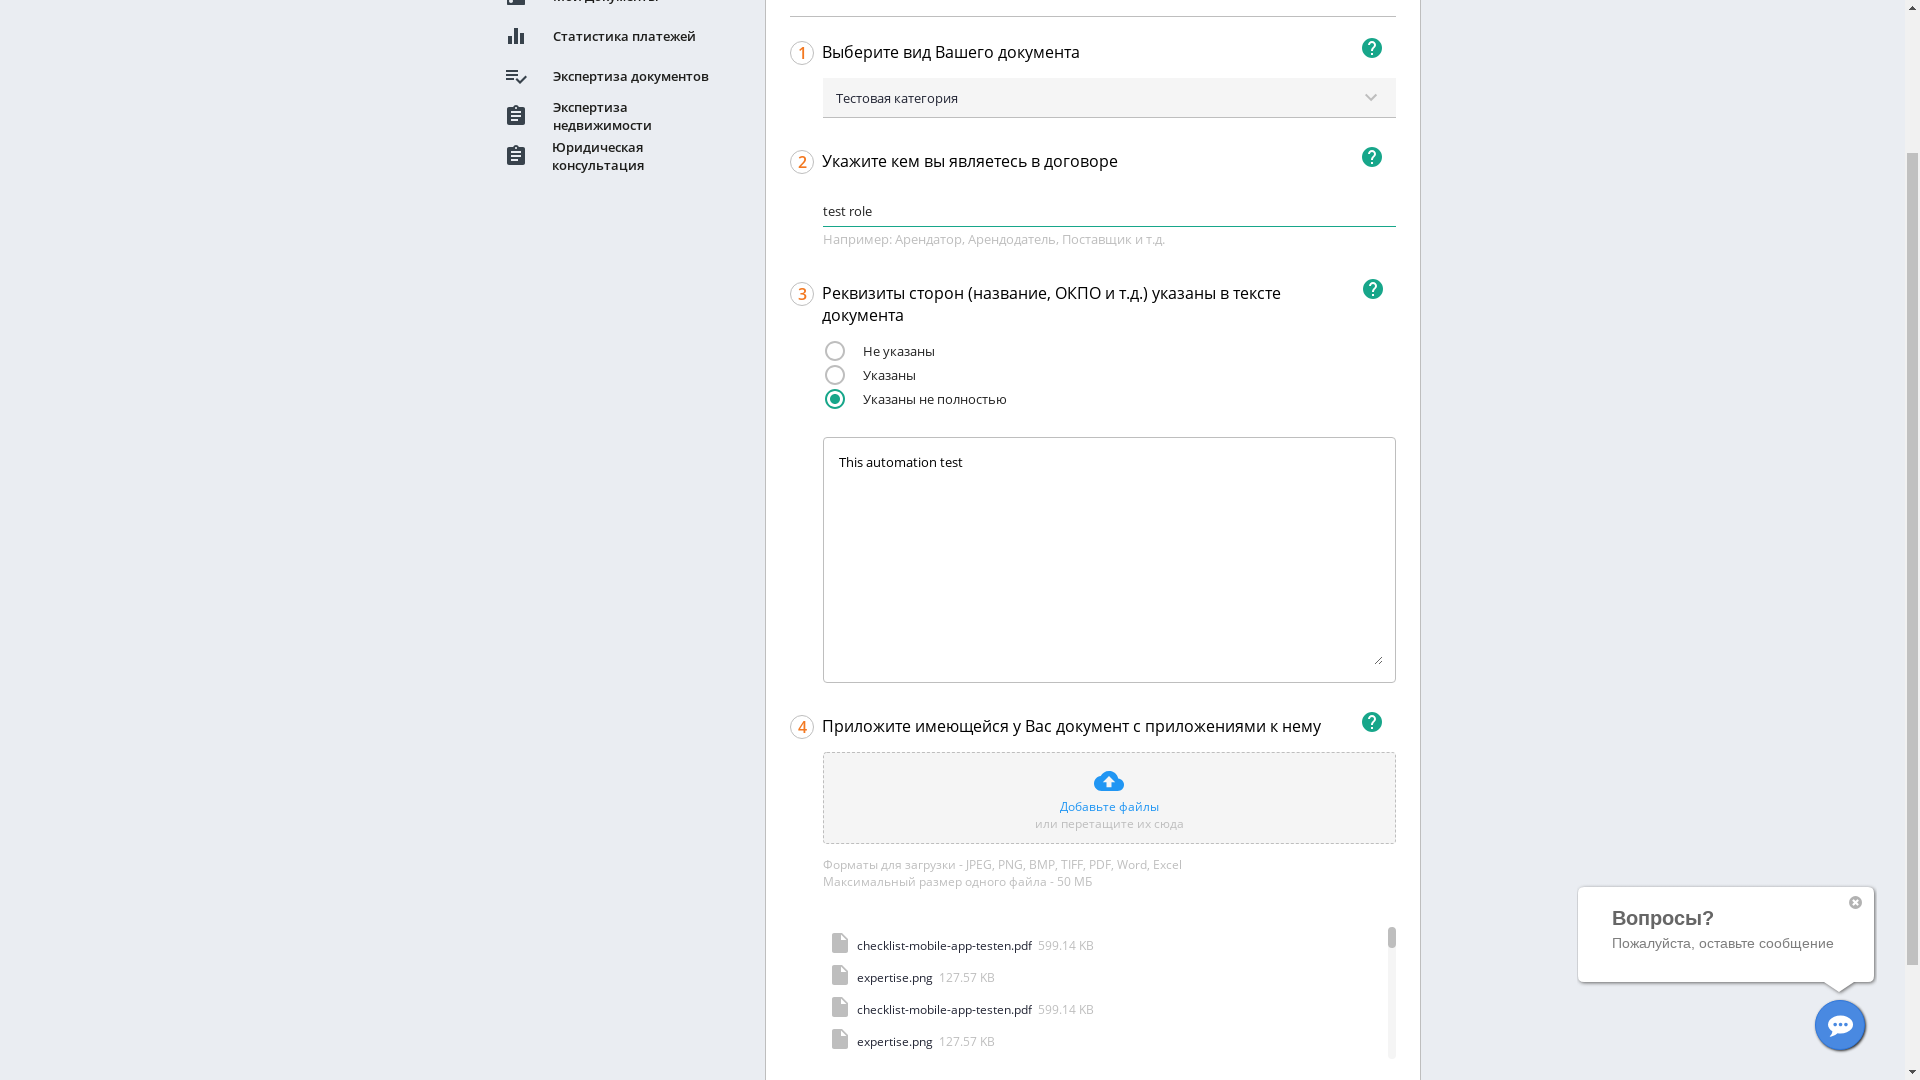 Статистика платежей
Экспертиза документов
Экспертиза
недвижимости
Юридическая
консультация
1 Выберите вид Вашего документа
Тестовая категория
2 Укажите кем вы являетесь в договоре
test role
Например: Арендатор, Арендодатель, Поставщик и т.д.
3 Реквизиты сторон (название, ОКПО и т.д.) указаны в тексте
документа
Не указаны
Указаны
Указаны не полностью
This automation test
4 Приложите имеющейся у Вас документ с приложениями к нему
Добавьте файлы
или перетащите их сюда
Форматы для загрузки - JPEG, PNG, BMP, TIFF, PDF, Word, Excel
Максимальный размер одного файла - 50 МБ
checklist-mobile-app-testen.pdf 599.14 KB
expertise.png 127.57 KB
checklist-mobile-app-testen.pdf 599.14 KB
expertise.png 127.57 KB
Вопросы?
Пожалуйста, оставьте сообщение